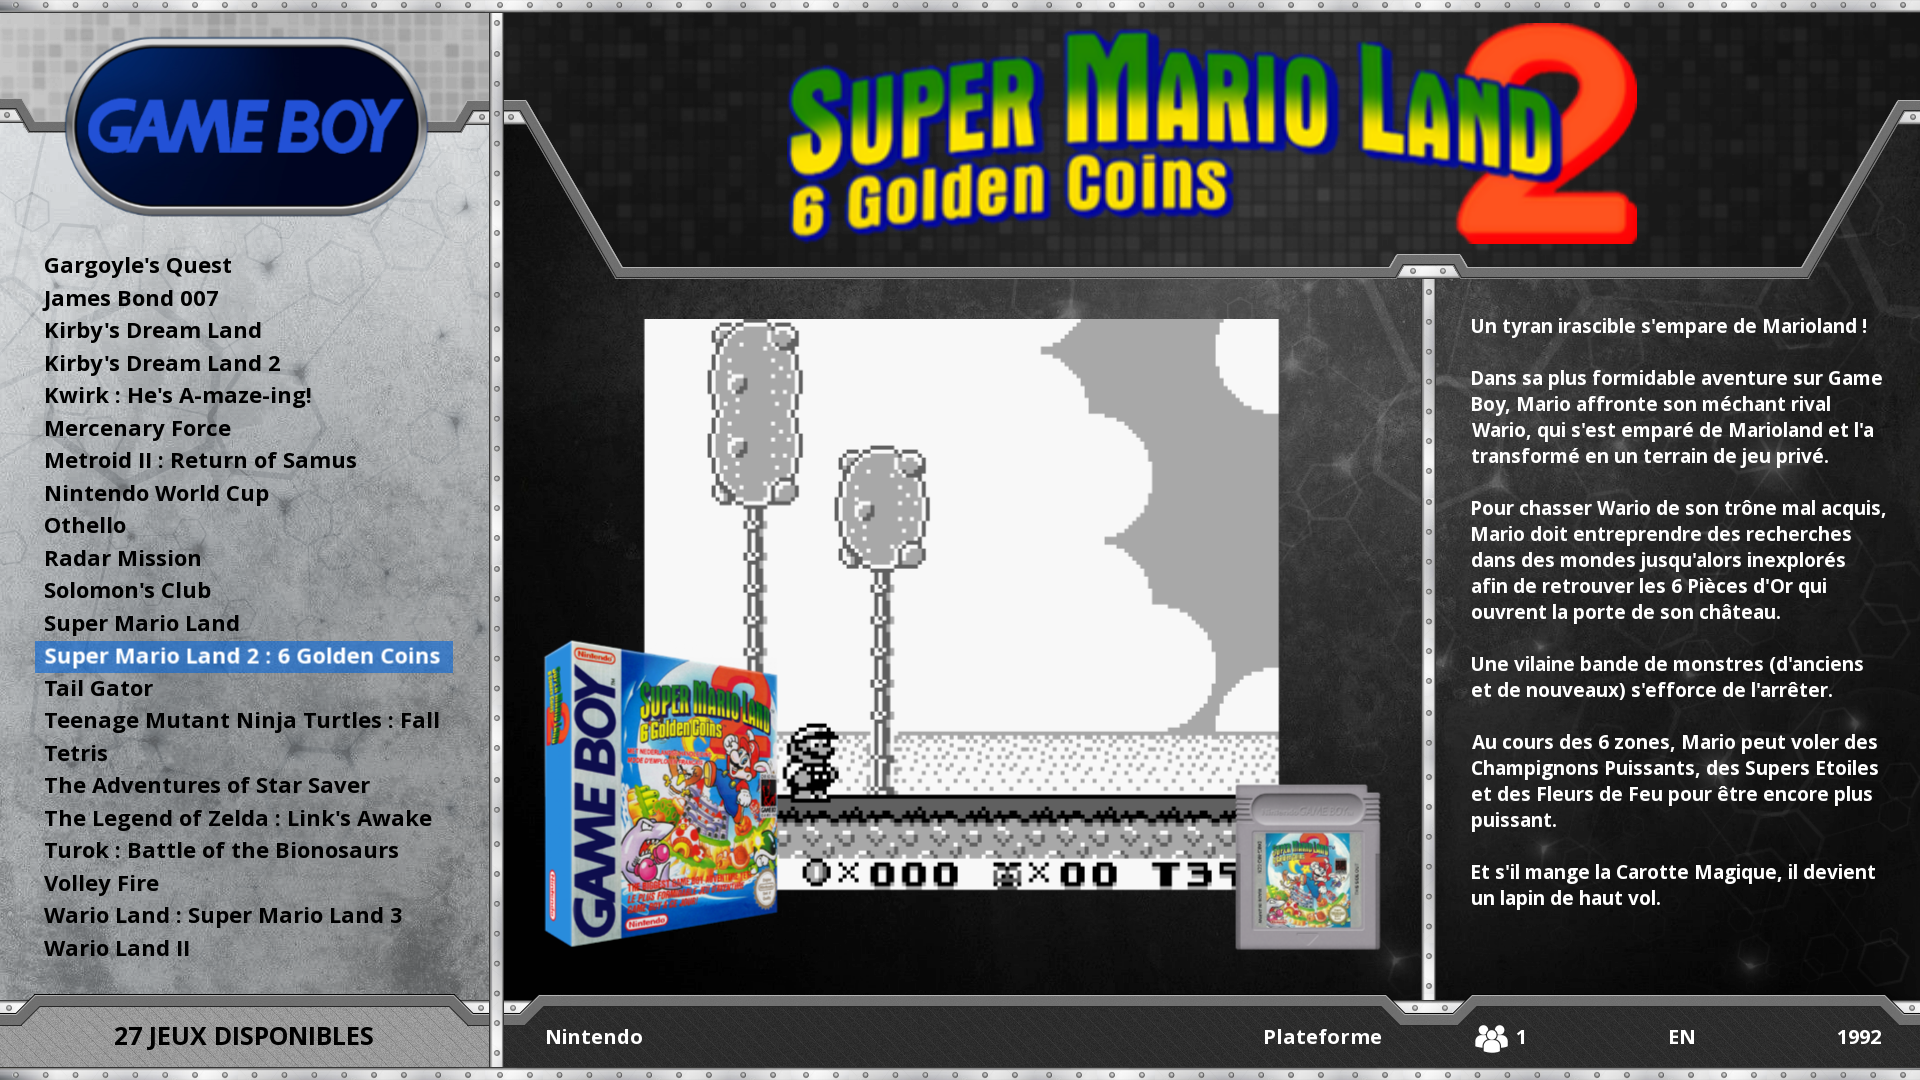 GAME BOY
Gargoyle's Quest
James Bond 007
Kirby's Dream Land
Kirby's Dream Land 2
Kwirk : He's A-maze-ing!
Mercenary Force
Metroid II : Return of Samus
Nintendo World Cup
Othello
Radar Mission
Solomon's Club
Super Mario Land
Super Mario Land 2 : 6 Golden Coins
Tail Gator
Teenage Mutant Ninja Turtles : Fall
Tetris
The Adventures of Star Saver
The Legend of Zelda : Link's Awake
Turok : Battle of the Bionosaurs
Volley Fire
Wario Land : Super Mario Land 3
Wario Land II
27 JEUX DISPONIBLES
SUPER MARIO LAND 2
6 Golden Coins
Nintendo
GAME BOY
SUPER MARIO LAND 2
6 Golden Coins
Nintendo
×000 ×00 T39
Un tyran irascible s'empare de Marioland !
Dans sa plus formidable aventure sur Game
Boy, Mario affronte son méchant rival
Wario, qui s'est emparé de Marioland et l'a
transformé en un terrain de jeu privé.
Pour chasser Wario de son trône mal acquis,
Mario doit entreprendre des recherches
dans des mondes jusqu'alors inexplorés
afin de retrouver les 6 Pièces d'Or qui
ouvrent la porte de son château.
Une vilaine bande de monstres (d'anciens
et de nouveaux) s'efforce de l'arrêter.
Au cours des 6 zones, Mario peut voler des
Champignons Puissants, des Supers Etoiles
et des Fleurs de Feu pour être encore plus
puissant.
Et s'il mange la Carotte Magique, il devient
un lapin de haut vol.
Nintendo
Plateforme
1
EN
1992